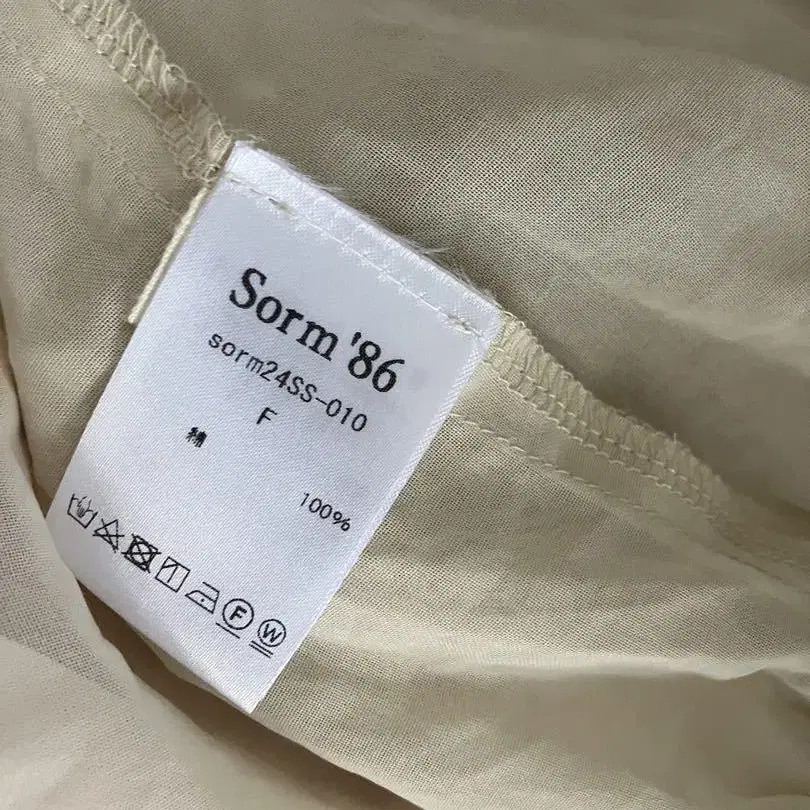 Sorm '86
sorm24SS-010
F
綿
100%
F W